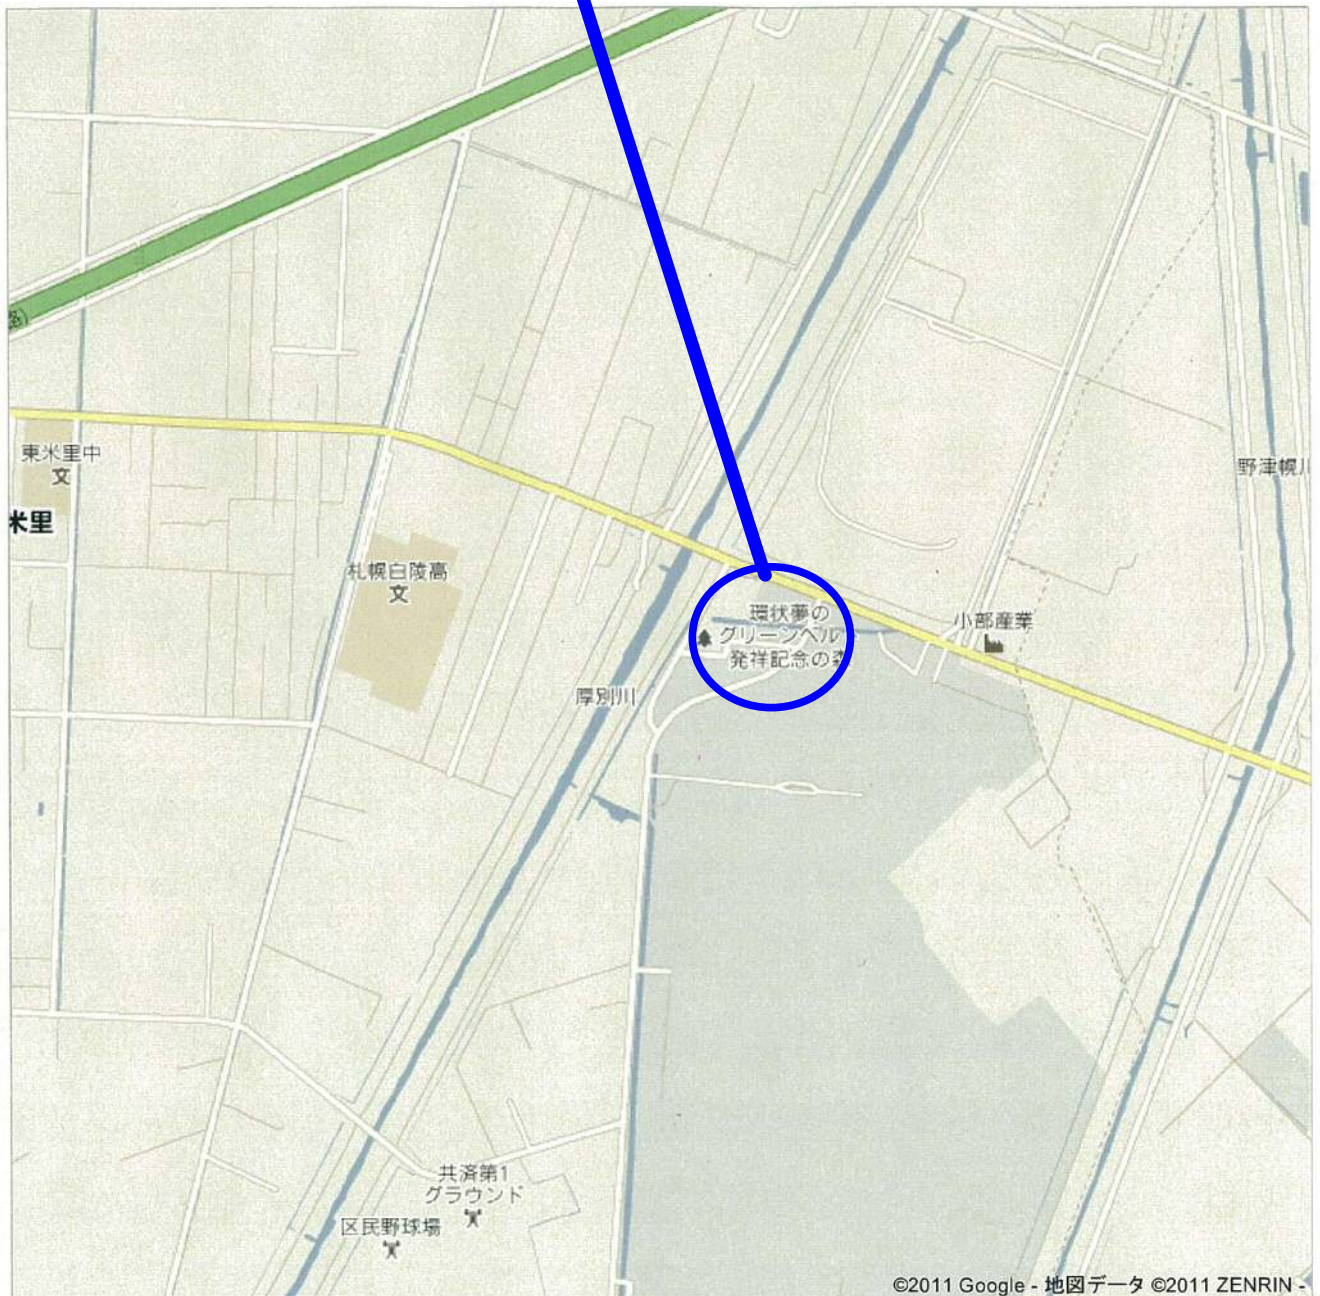 路)
東米里中
文
米里
野津幌川
札幌白陵高
文
環状夢の
グリーンベル
発祥記念の森
小部産業
厚別川
共済第1
グラウンド
区民野球場
©2011 Google - 地図データ ©2011 ZENRIN -